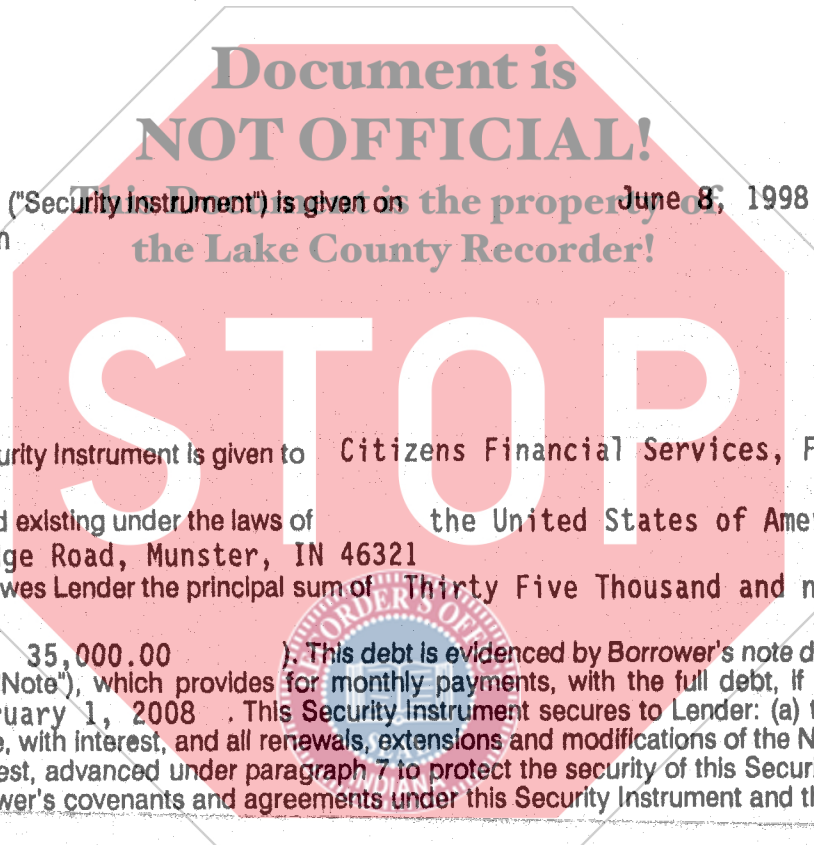 Document is
NOT OFFICIAL!
This Document is the property of
the Lake County Recorder!
("Security Instrument") is given on June 8, 1998
n
STOP
urity Instrument is given to Citizens Financial Services, F
d existing under the laws of the United States of Ame
ge Road, Munster, IN 46321
wes Lender the principal sum of Thirty Five Thousand and n
35,000.00 ). This debt is evidenced by Borrower's note d
Note"), which provides for monthly payments, with the full debt, if
uary 1, 2008 . This Security Instrument secures to Lender: (a) t
e, with interest, and all renewals, extensions and modifications of the N
est, advanced under paragraph 7 to protect the security of this Securi
wer's covenants and agreements under this Security Instrument and th
RECORDER'S OFFICE
SEAL
INDIANA